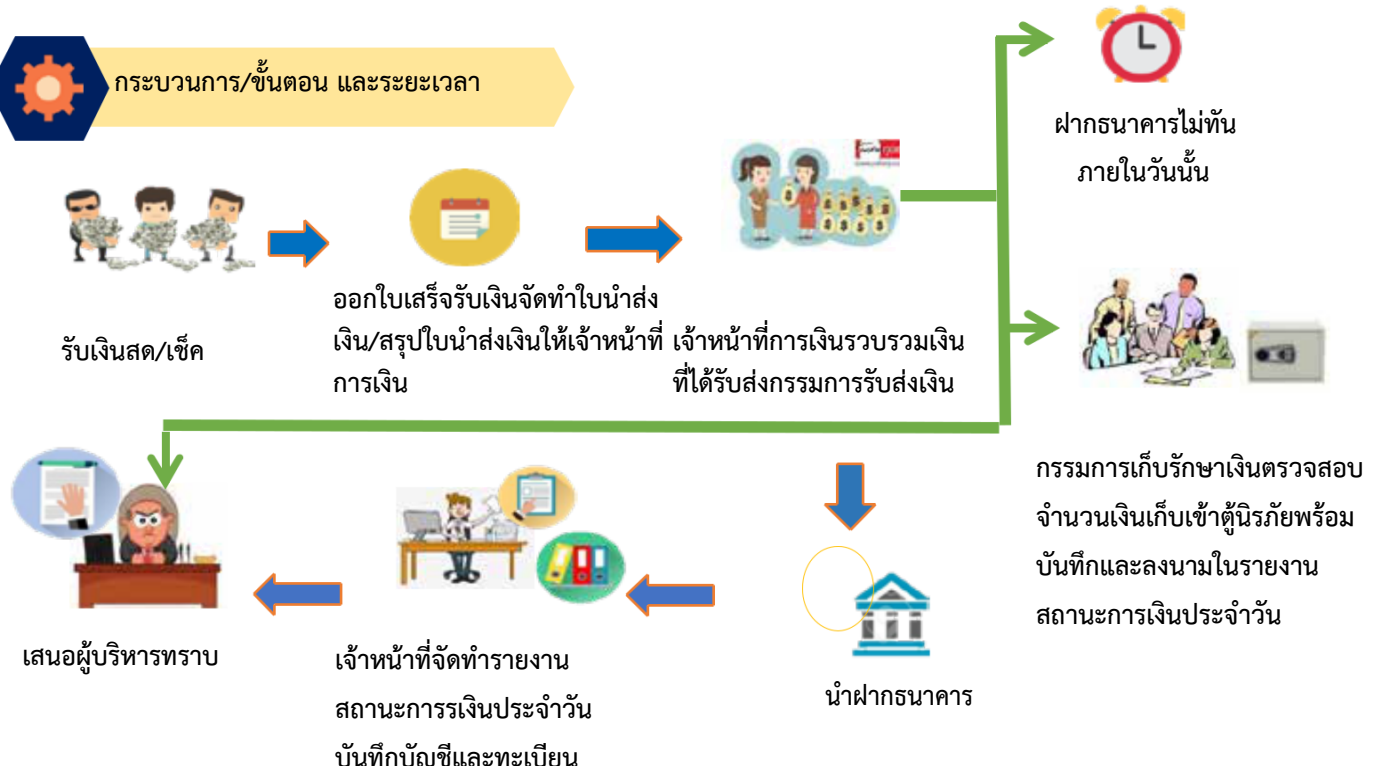 กระบวนการ/ขั้นตอน และระยะเวลา
ฝากธนาคารไม่ทัน
ภายในวันนั้น
รับเงินสด/เช็ค
ออกใบเสร็จรับเงินจัดทำใบนำส่ง
เงิน/สรุปใบนำส่งเงินให้เจ้าหน้าที่
การเงิน
เจ้าหน้าที่การเงินรวบรวมเงิน
ที่ได้รับส่งกรรมการรับส่งเงิน
กรรมการเก็บรักษาเงินตรวจสอบ
จำนวนเงินเก็บเข้าตู้นิรภัยพร้อม
บันทึกและลงนามในรายงาน
สถานะการเงินประจำวัน
นำฝากธนาคาร
เจ้าหน้าที่จัดทำรายงาน
สถานะการรเงินประจำวัน
บันทึกบัญชีและทะเบียน
เสนอผู้บริหารทราบ